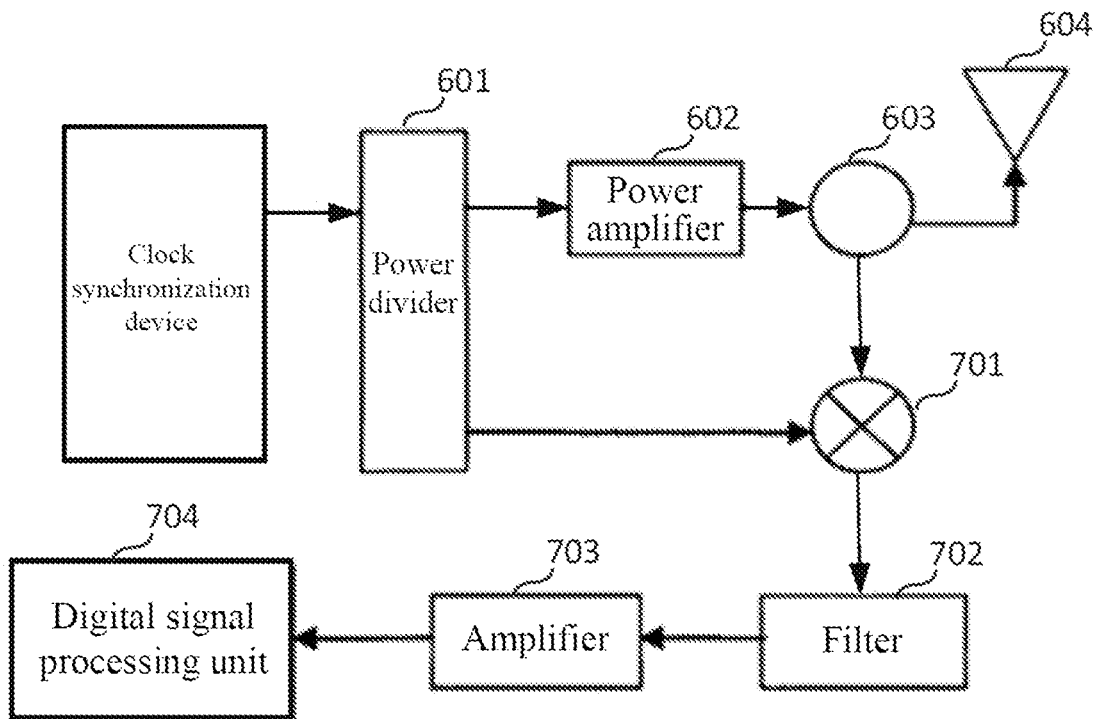 604
601
602
603
Power
amplifier
Clock
synchronization
device
Power
divider
701
704
703
702
Digital signal
processing unit
Amplifier
Filter